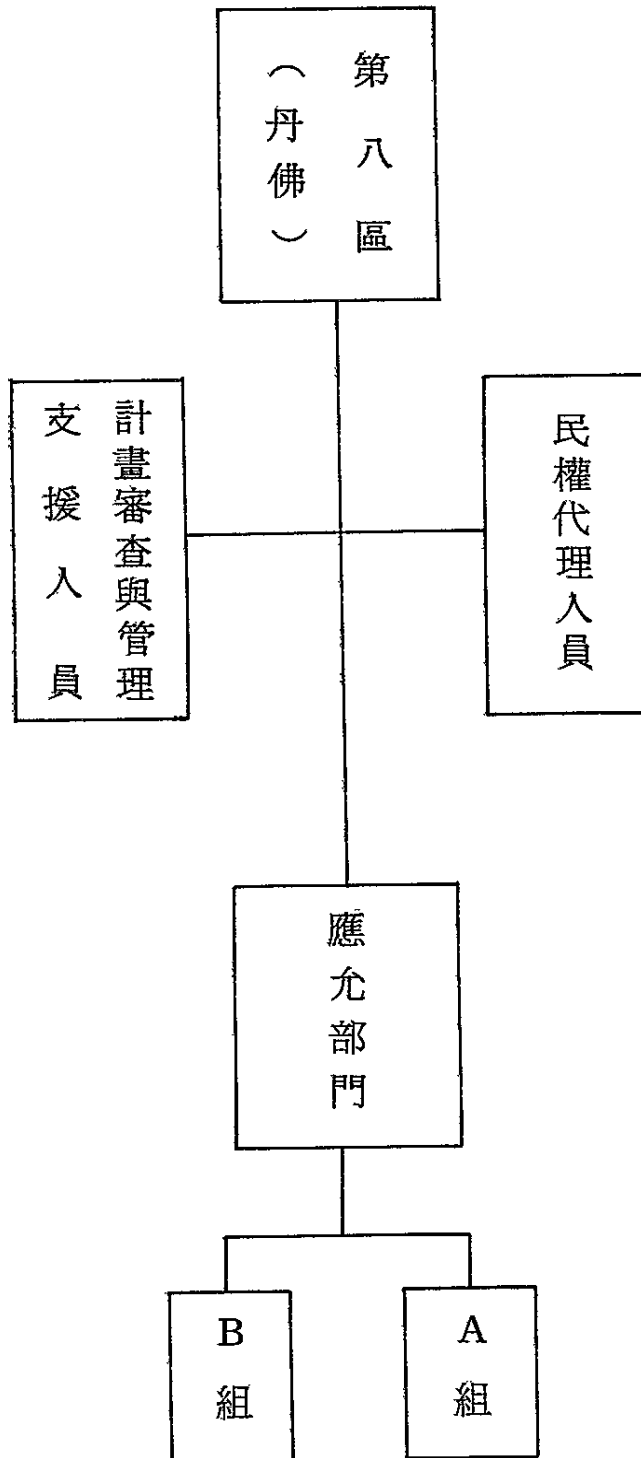 第八區
（丹佛）
民權代理人員
計畫審查與管理
支援人員
應允部門
A組
B組